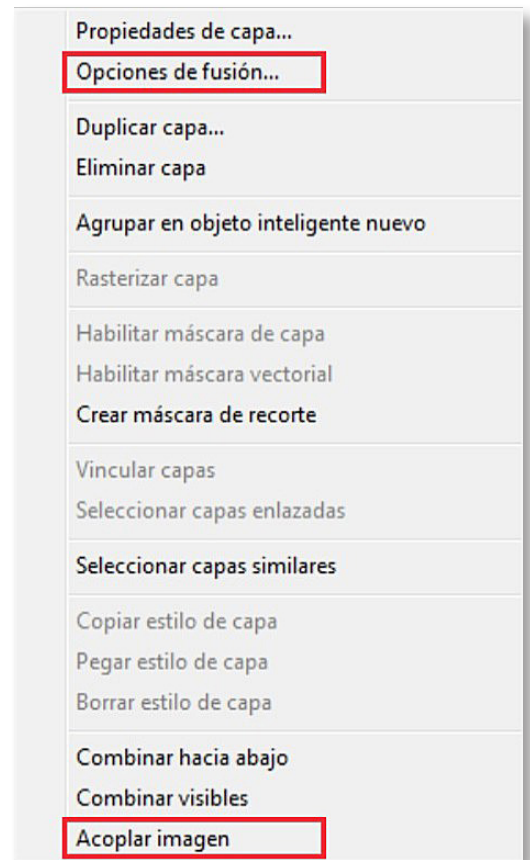 Propiedades de capa...
Opciones de fusión...
Duplicar capa...
Eliminar capa
Agrupar en objeto inteligente nuevo
Rasterizar capa
Habilitar máscara de capa
Habilitar máscara vectorial
Crear máscara de recorte
Vincular capas
Seleccionar capas enlazadas
Seleccionar capas similares
Copiar estilo de capa
Pegar estilo de capa
Borrar estilo de capa
Combinar hacia abajo
Combinar visibles
Acoplar imagen